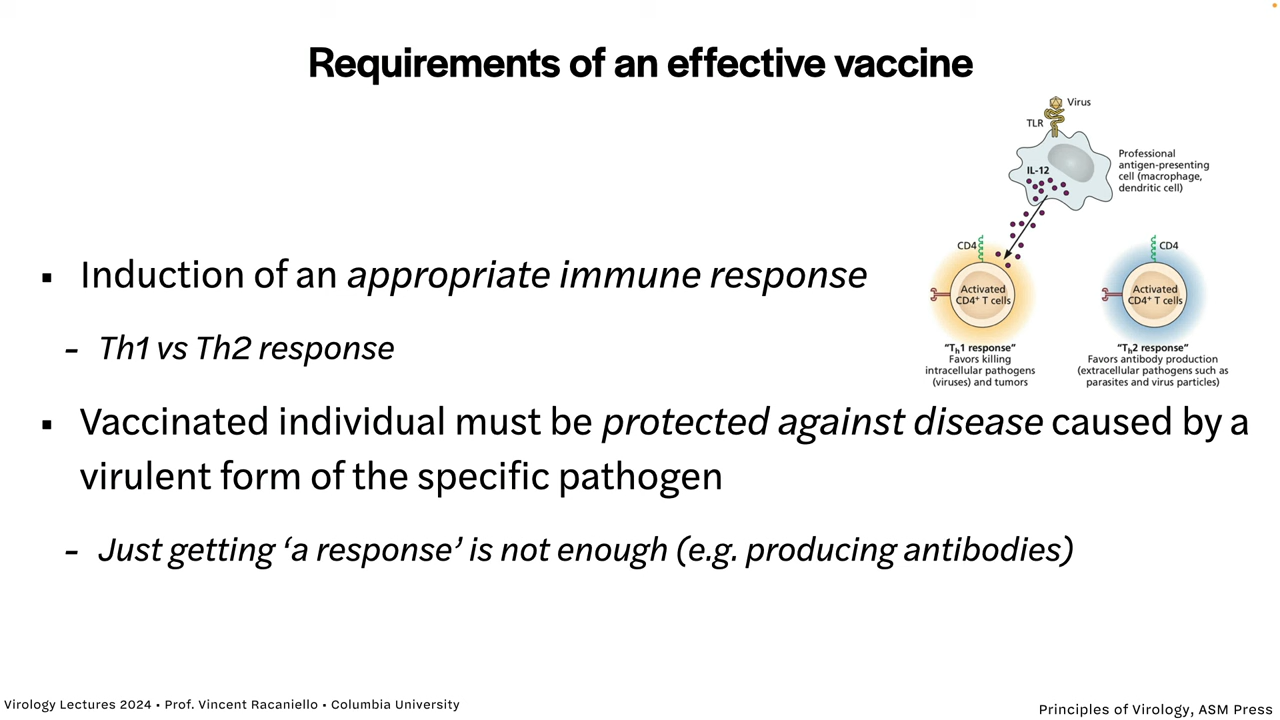 Requirements of an effective vaccine
Virus
TLR
IL-12
Professional
antigen-presenting
cell (macrophage,
dendritic cell)
CD4
Activated
CD4⁺ T cells
"Tₕ1 response"
Favors killing
intracellular pathogens
(viruses) and tumors
CD4
Activated
CD4⁺ T cells
"Tₕ2 response"
Favors antibody production
(extracellular pathogens such as
parasites and virus particles)
▪ Induction of an appropriate immune response
- Th1 vs Th2 response
▪ Vaccinated individual must be protected against disease caused by a
virulent form of the specific pathogen
- Just getting ‘a response’ is not enough (e.g. producing antibodies)
Virology Lectures 2024 • Prof. Vincent Racaniello • Columbia University
Principles of Virology, ASM Press